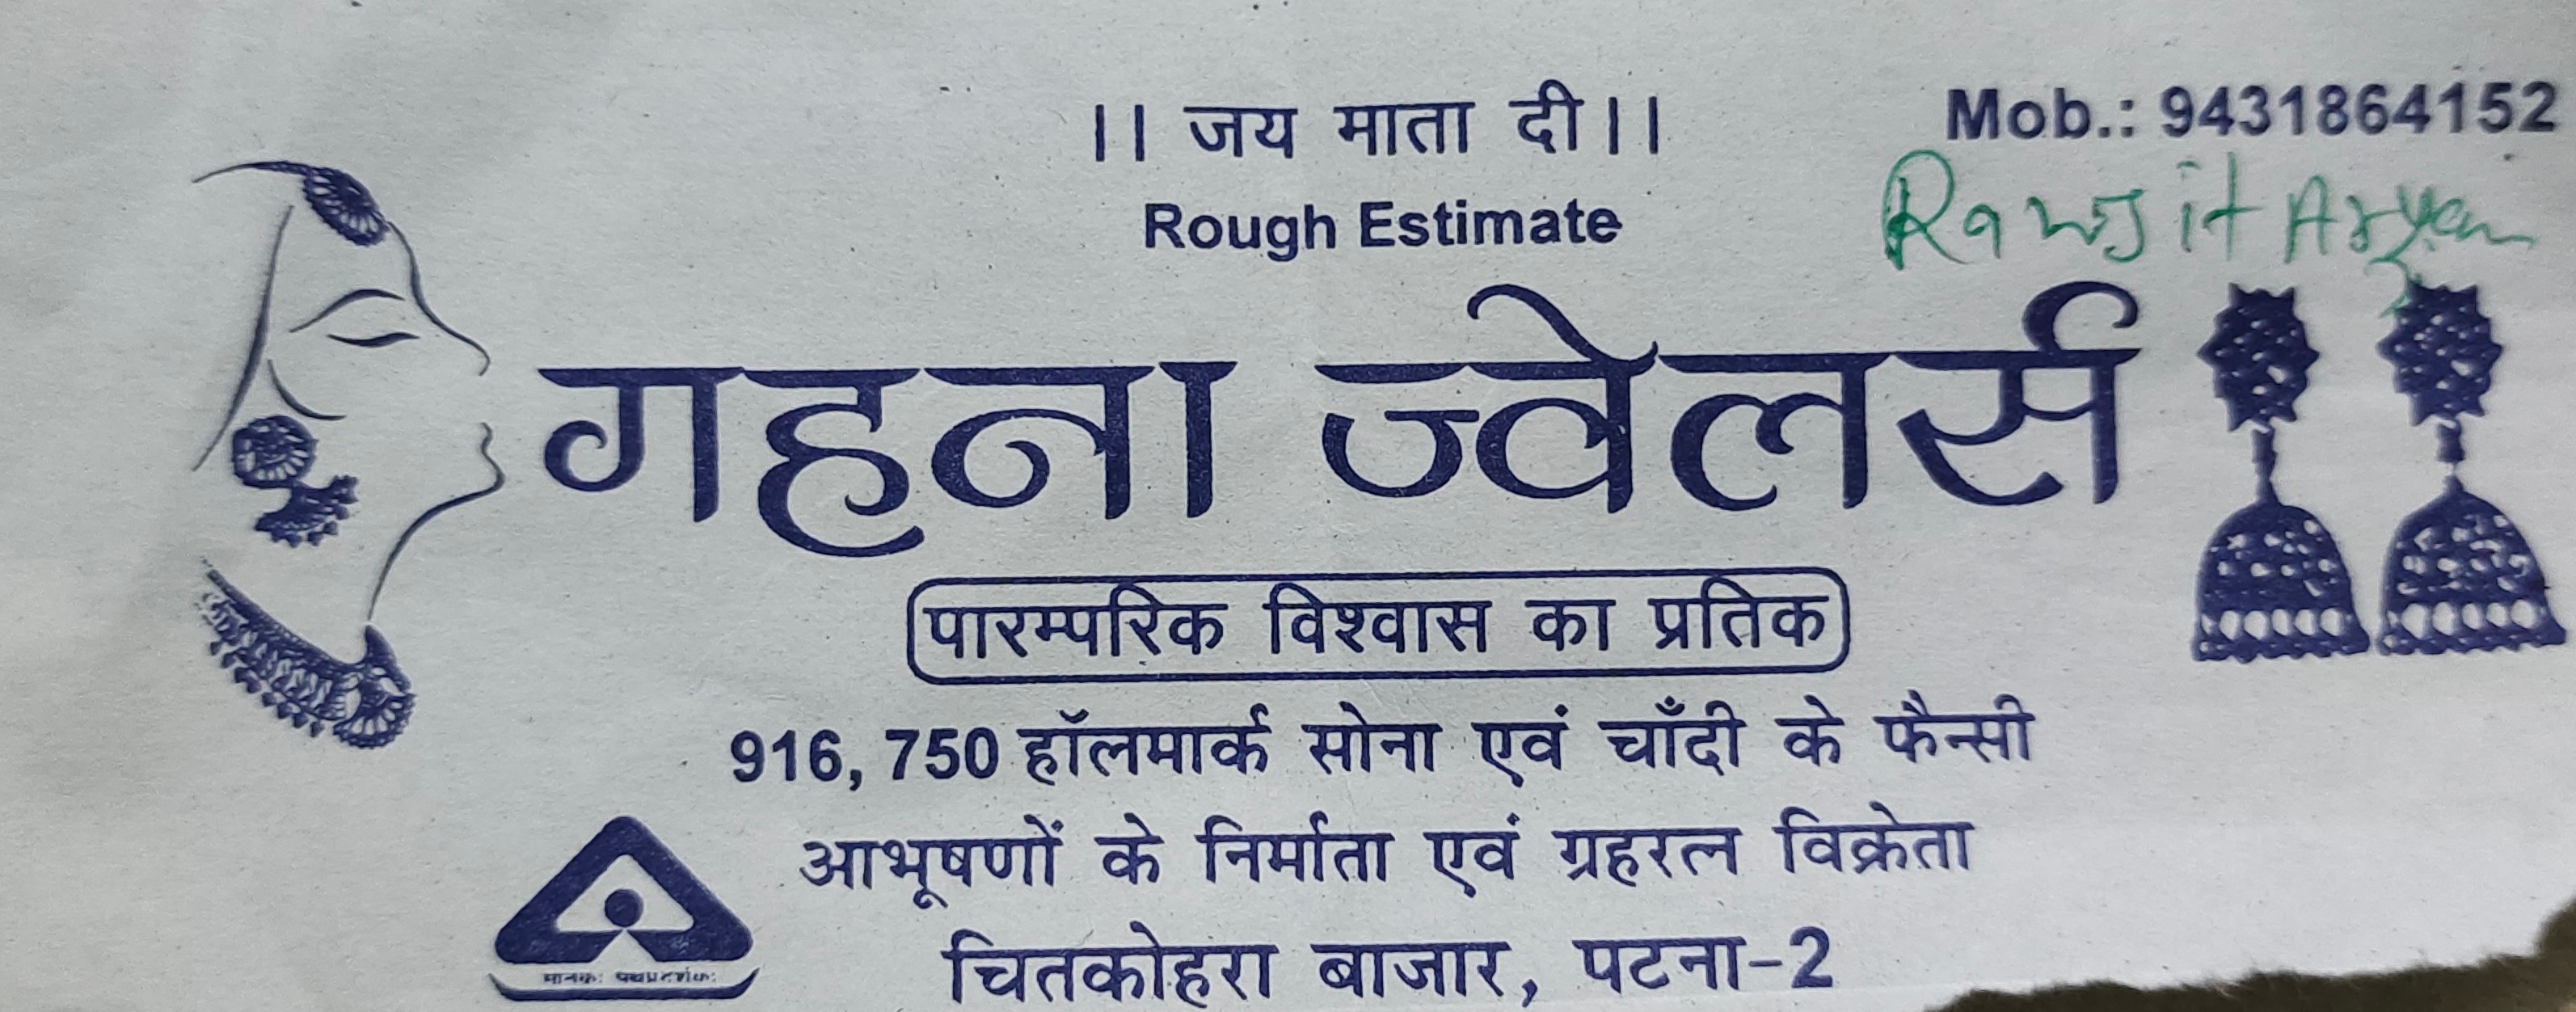 ।। जय माता दी।।
Mob.: 9431864152
Rough Estimate
Ranjit Aryan
गहना ज्वेलर्स
पारम्परिक विश्वास का प्रतिक
916, 750 हॉलमार्क सोना एवं चाँदी के फैन्सी
आभूषणों के निर्माता एवं ग्रहरत्न विक्रेता
चितकोहरा बाजार, पटना-2
मानकः पथप्रदर्शकः